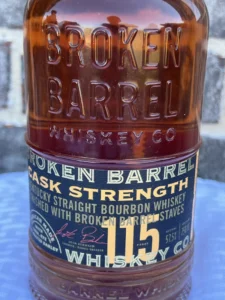 BROKEN
BARREL
WHISKEY CO
BROKEN BARREL
CASK STRENGTH
KENTUCKY STRAIGHT BOURBON WHISKEY
FINISHED WITH BROKEN BARREL STAVES
115
PROOF
WHISKEY CO